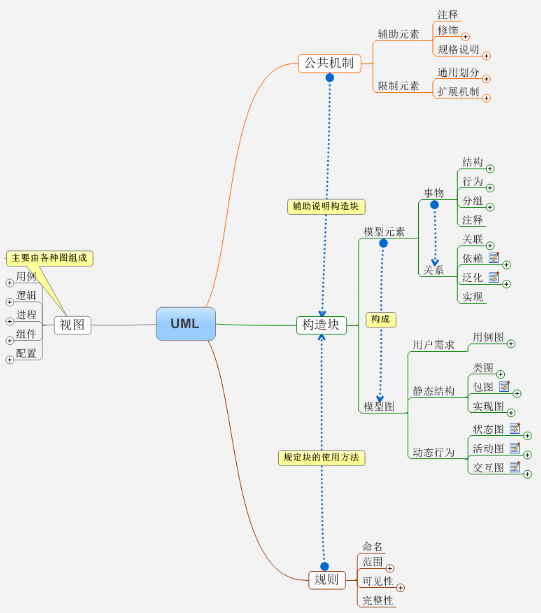 注释
修饰
规格说明
辅助元素
公共机制
通用划分
扩展机制
限制元素
辅助说明构造块
结构
行为
分组
注释
事物
模型元素
关联
依赖
泛化
实现
关系
主要由各种图组成
用例
逻辑
进程
组件
配置
视图
UML
构造块
构成
用户需求
用例图
静态结构
类图
包图
实现图
模型图
动态行为
状态图
活动图
交互图
规定块的使用方法
规则
命名
范围
可见性
完整性